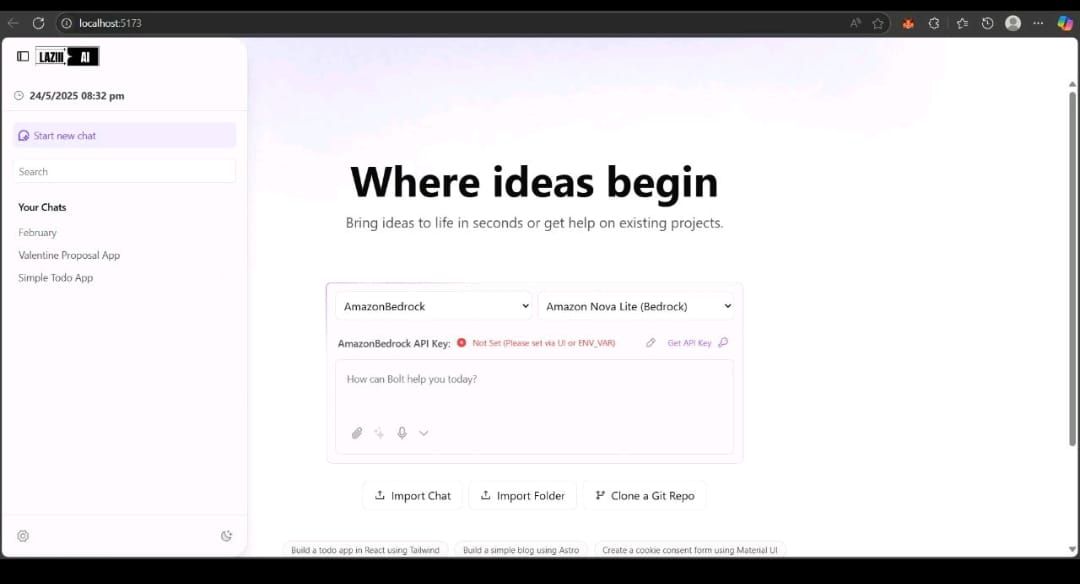 localhost:5173
LAZIII AI
24/5/2025 08:32 pm
Start new chat
Search
Your Chats
February
Valentine Proposal App
Simple Todo App
Where ideas begin
Bring ideas to life in seconds or get help on existing projects.
AmazonBedrock
Amazon Nova Lite (Bedrock)
AmazonBedrock API Key: Not Set (Please set via UI or ENV_VAR) Get API Key
How can Bolt help you today?
Import Chat
Import Folder
Clone a Git Repo
Build a todo app in React using Tailwind
Build a simple blog using Astro
Create a cookie consent form using Material UI